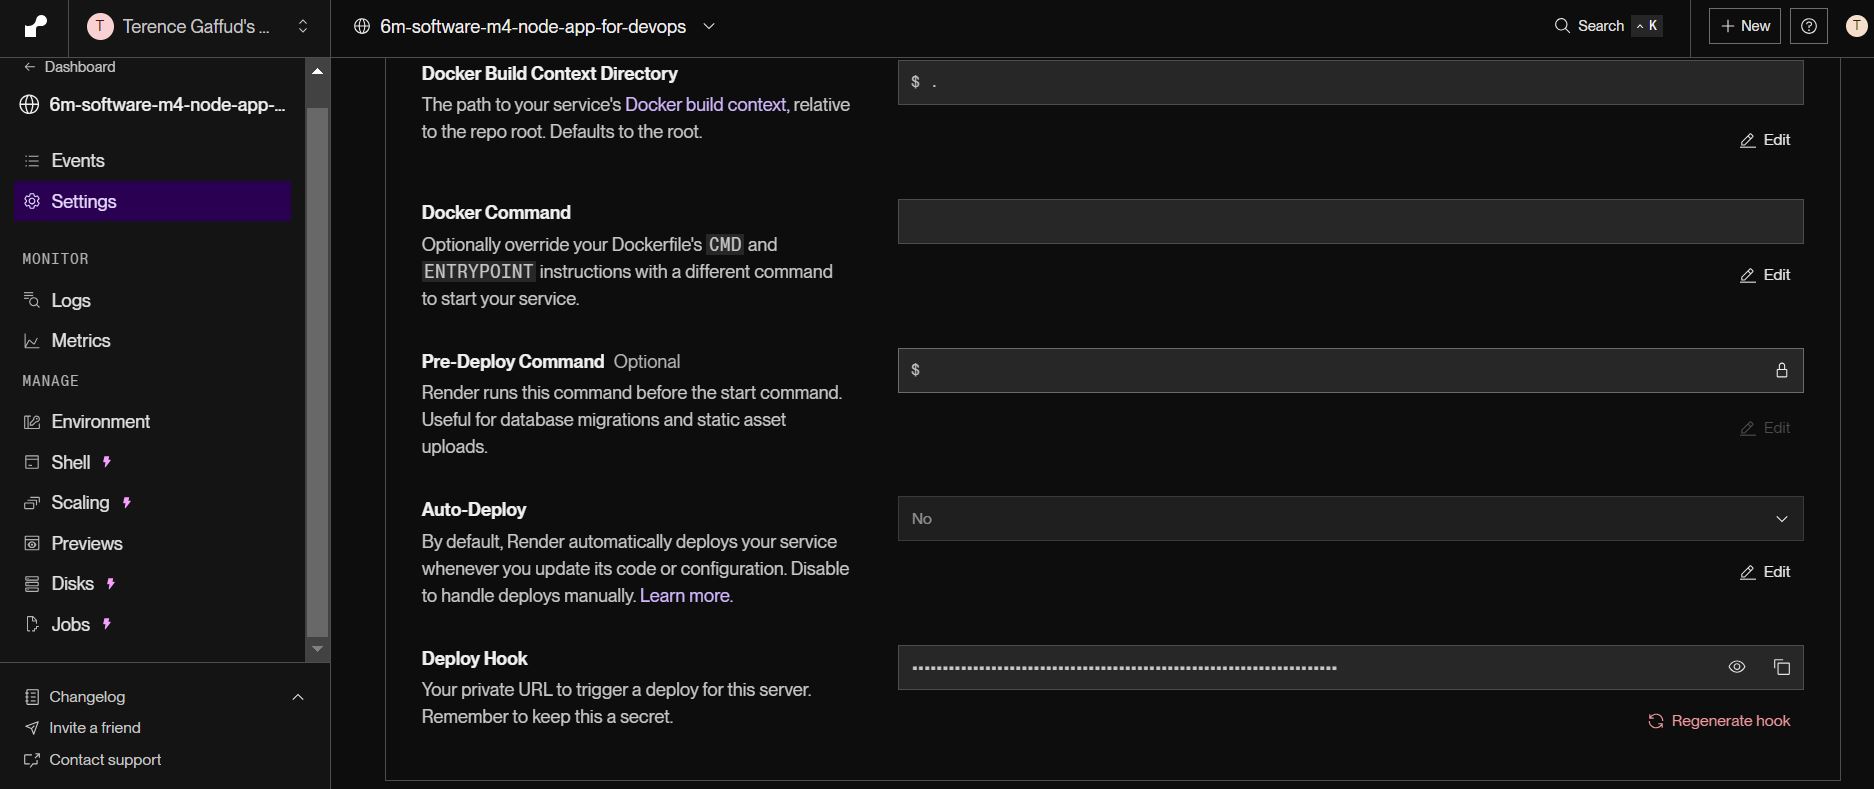 T Terence Gaffud's ...
6m-software-m4-node-app-for-devops
Search K
+ New
T
Dashboard
6m-software-m4-node-app-...
Events
Settings
MONITOR
Logs
Metrics
MANAGE
Environment
Shell
Scaling
Previews
Disks
Jobs
Changelog
Invite a friend
Contact support
Docker Build Context Directory
The path to your service's Docker build context, relative
to the repo root. Defaults to the root.
$ .
Edit
Docker Command
Optionally override your Dockerfile's CMD and
ENTRYPOINT instructions with a different command
to start your service.
Edit
Pre-Deploy Command Optional
Render runs this command before the start command.
Useful for database migrations and static asset
uploads.
$
Edit
Auto-Deploy
By default, Render automatically deploys your service
whenever you update its code or configuration. Disable
to handle deploys manually. Learn more.
No
Edit
Deploy Hook
Your private URL to trigger a deploy for this server.
Remember to keep this a secret.
Regenerate hook